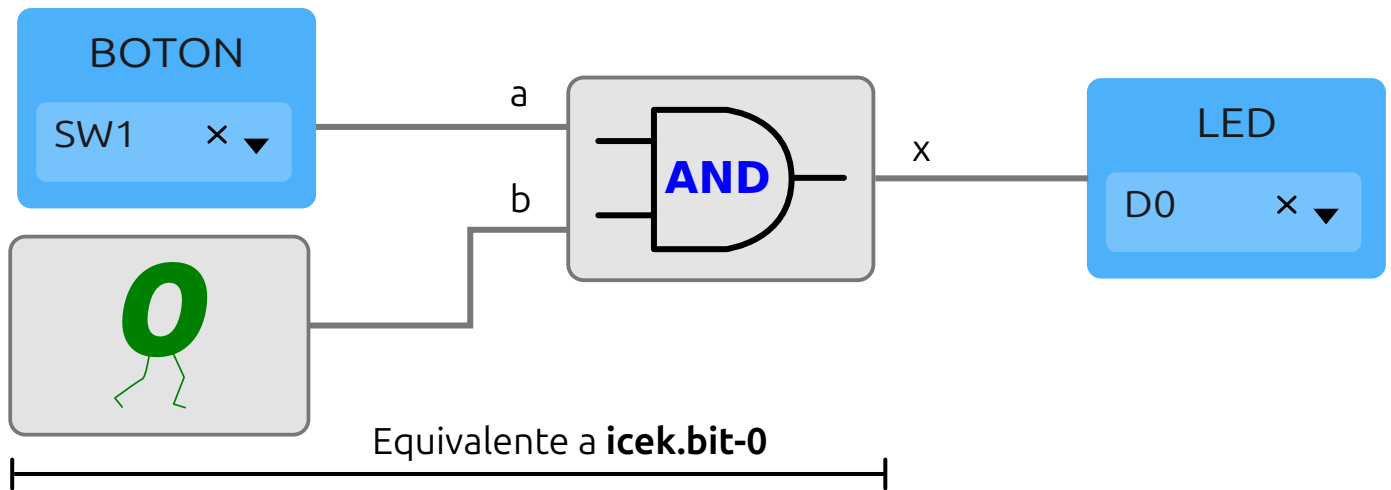 BOTON
SW1
a
b
0
AND
x
LED
D0
Equivalente a icek.bit-0